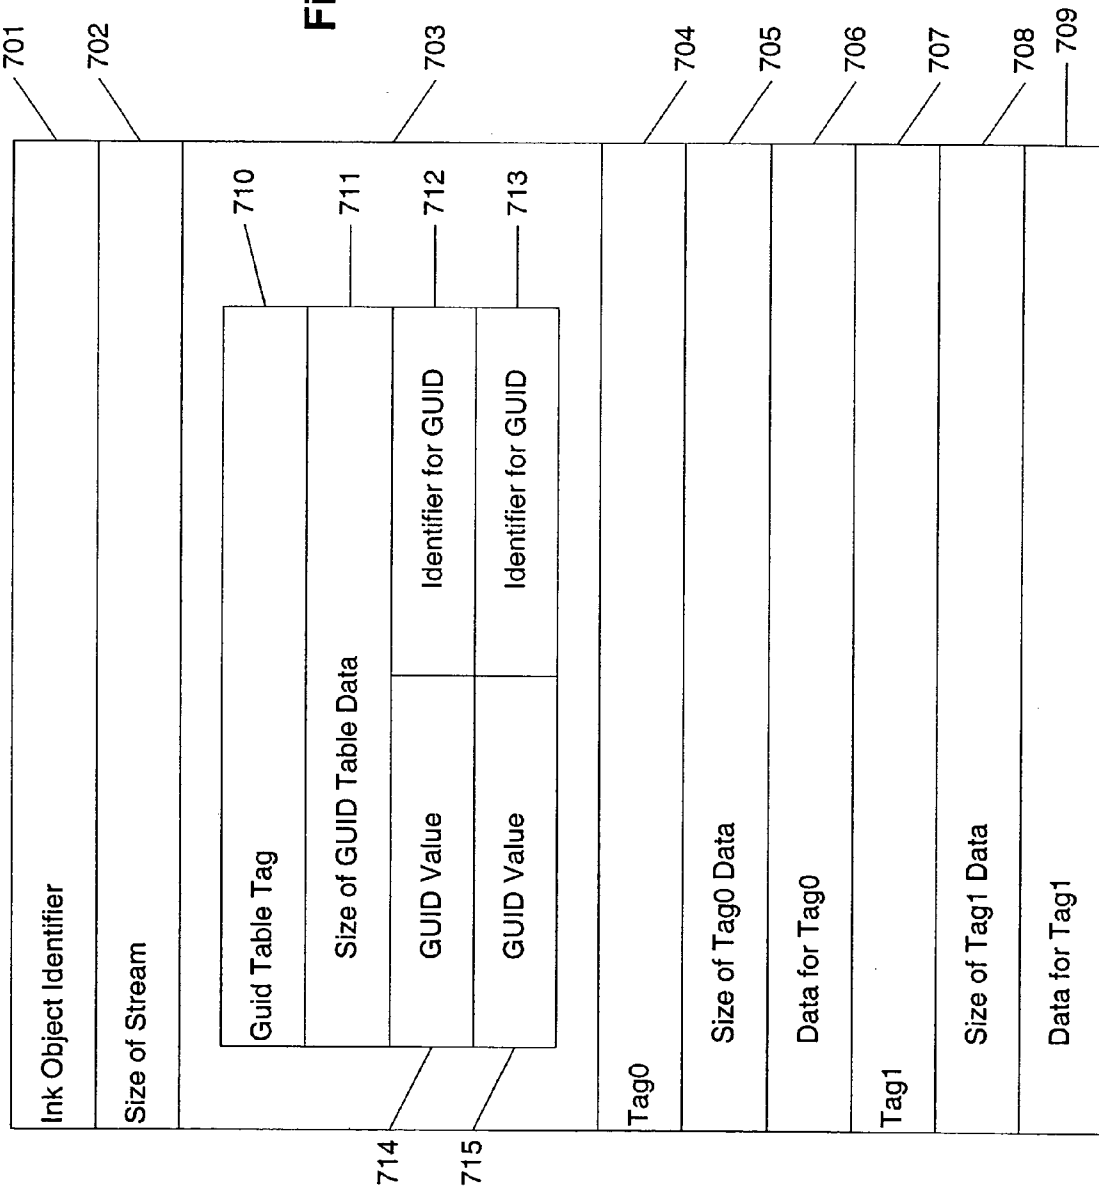 Fi
Ink Object Identifier 701
Size of Stream 702
703
Guid Table Tag 710
Size of GUID Table Data 711
714 GUID Value Identifier for GUID 712
715 GUID Value Identifier for GUID 713
Tag0 704
Size of Tag0 Data 705
Data for Tag0 706
Tag1 707
Size of Tag1 Data 708
Data for Tag1 709